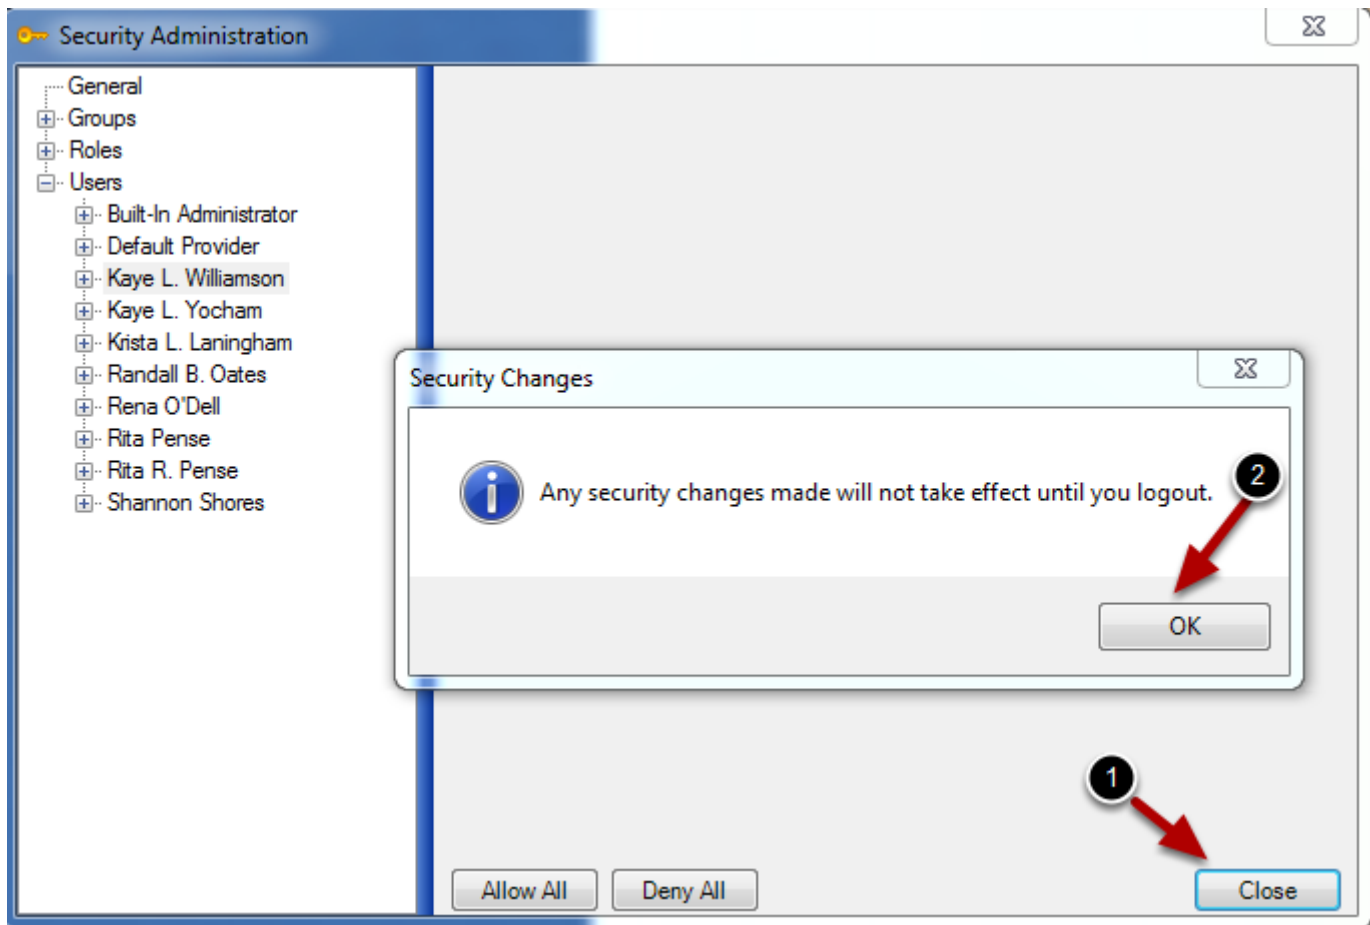 Security Administration
General
Groups
Roles
Users
Built-In Administrator
Default Provider
Kaye L. Williamson
Kaye L. Yocham
Krista L. Laningham
Randall B. Oates
Rena O'Dell
Rita Pense
Rita R. Pense
Shannon Shores
Security Changes
Any security changes made will not take effect until you logout.
2
OK
1
Allow All
Deny All
Close